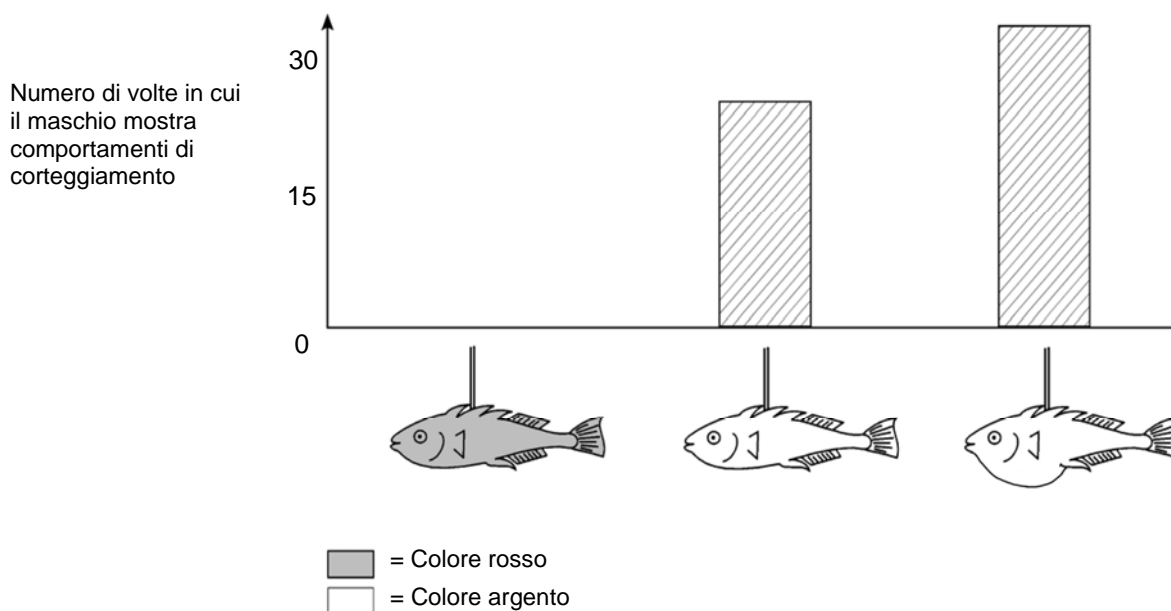 30
Numero di volte in cui
il maschio mostra
comportamenti di
corteggiamento
15
0
= Colore rosso
= Colore argento